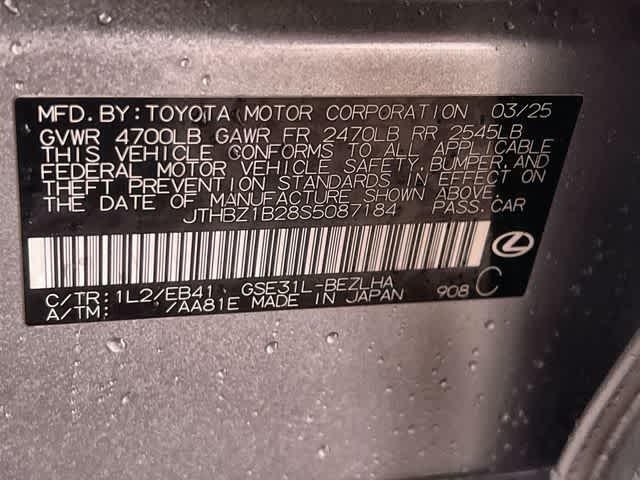 MFD. BY: TOYOTA MOTOR CORPORATION 03/25
GVWR 4700LB GAWR FR 2470LB RR 2545LB
THIS VEHICLE CONFORMS TO ALL APPLICABLE
FEDERAL MOTOR VEHICLE SAFETY, BUMPER, AND
THEFT PREVENTION STANDARDS IN EFFECT ON
THE DATE OF MANUFACTURE SHOWN ABOVE.
JTHBZ1B28S5087184 PASS. CAR
C/TR: 1L2/EB41 GSE31L-BEZLHA
A/TM: /AA81E MADE IN JAPAN 908 C